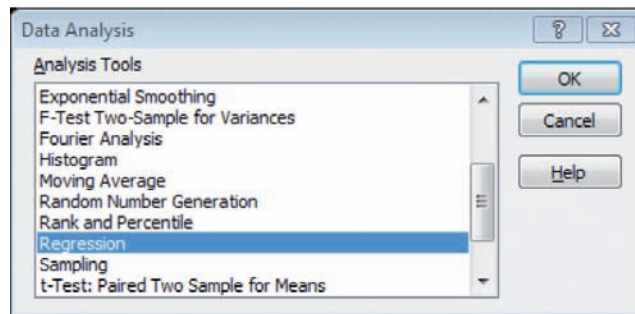 Data Analysis
Analysis Tools
Exponential Smoothing
F-Test Two-Sample for Variances
Fourier Analysis
Histogram
Moving Average
Random Number Generation
Rank and Percentile
Regression
Sampling
t-Test: Paired Two Sample for Means
OK
Cancel
Help